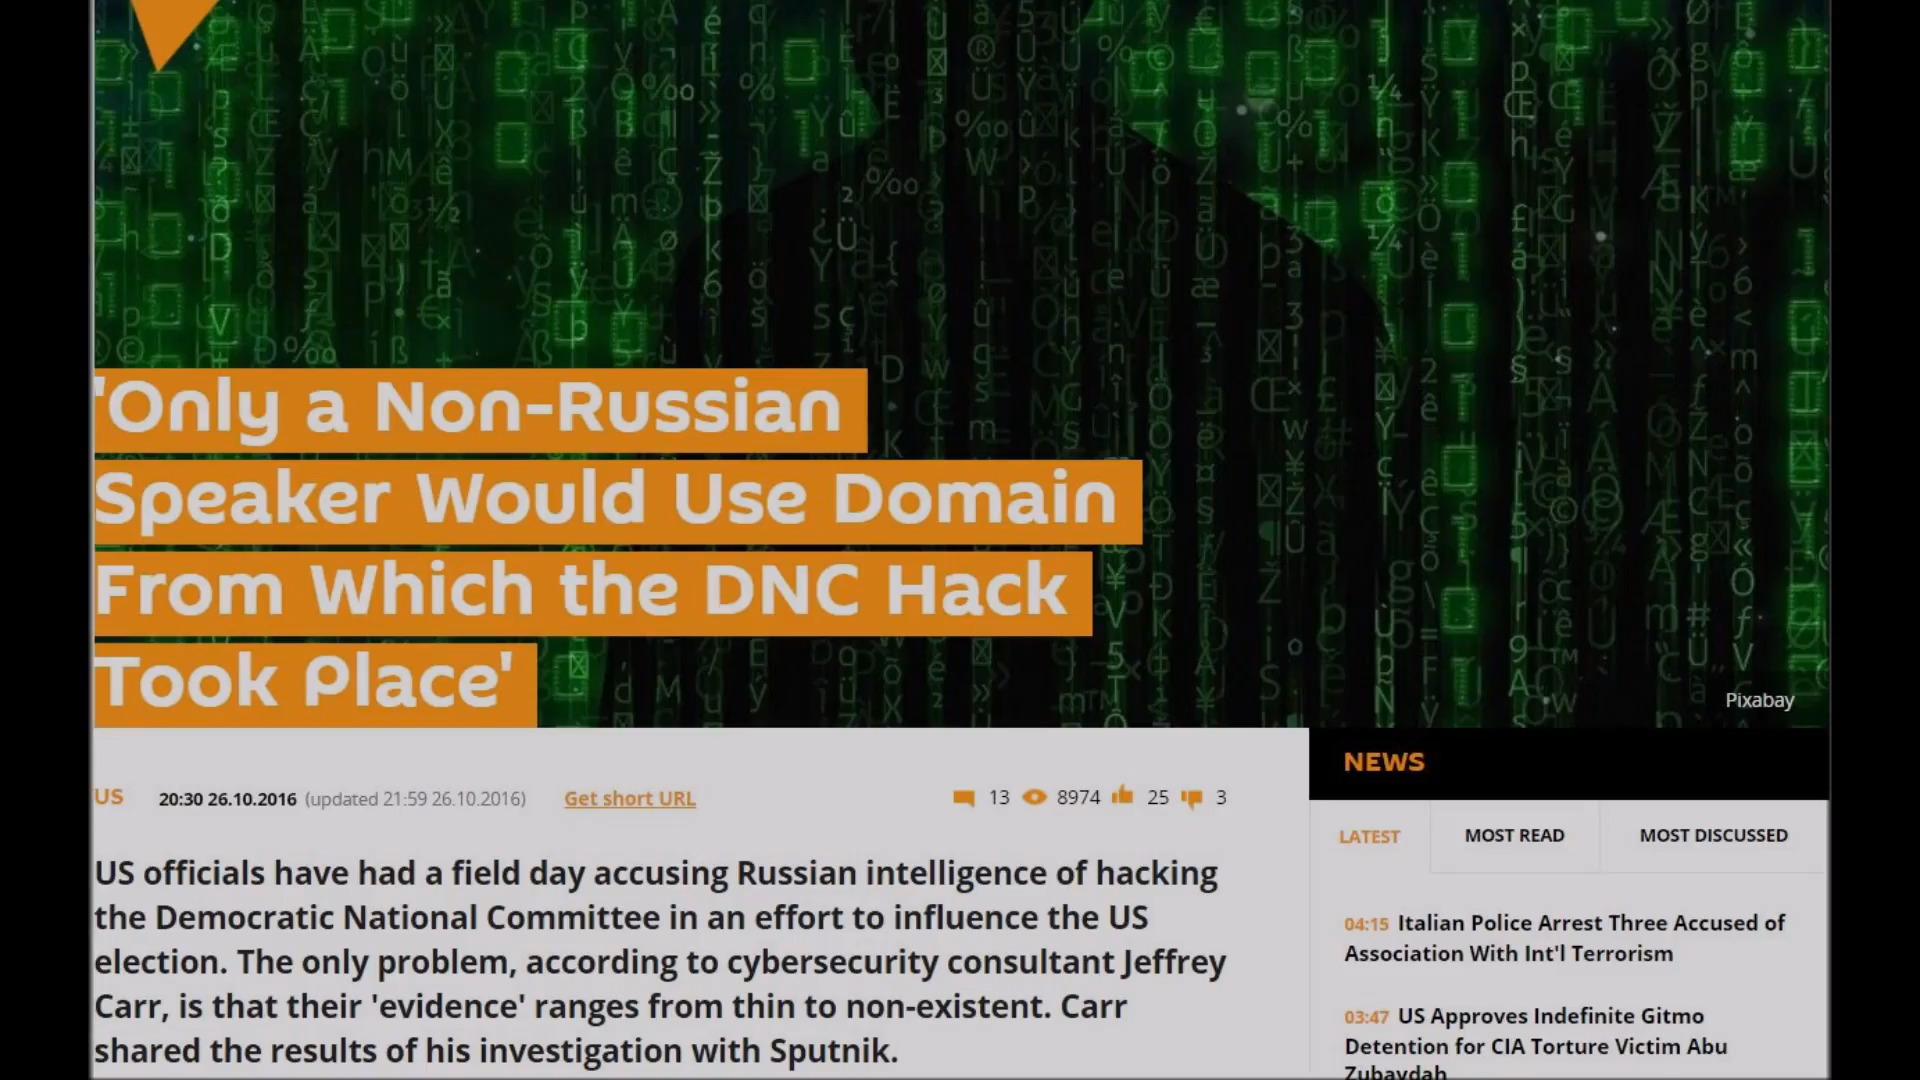 'Only a Non-Russian
Speaker Would Use Domain
From Which the DNC Hack
Took Place'
Pixabay
US 20:30 26.10.2016 (updated 21:59 26.10.2016) Get short URL 13 8974 25 3
US officials have had a field day accusing Russian intelligence of hacking
the Democratic National Committee in an effort to influence the US
election. The only problem, according to cybersecurity consultant Jeffrey
Carr, is that their 'evidence' ranges from thin to non-existent. Carr
shared the results of his investigation with Sputnik.
NEWS
LATEST MOST READ MOST DISCUSSED
04:15 Italian Police Arrest Three Accused of
Association With Int'l Terrorism
03:47 US Approves Indefinite Gitmo
Detention for CIA Torture Victim Abu
Zubaydah